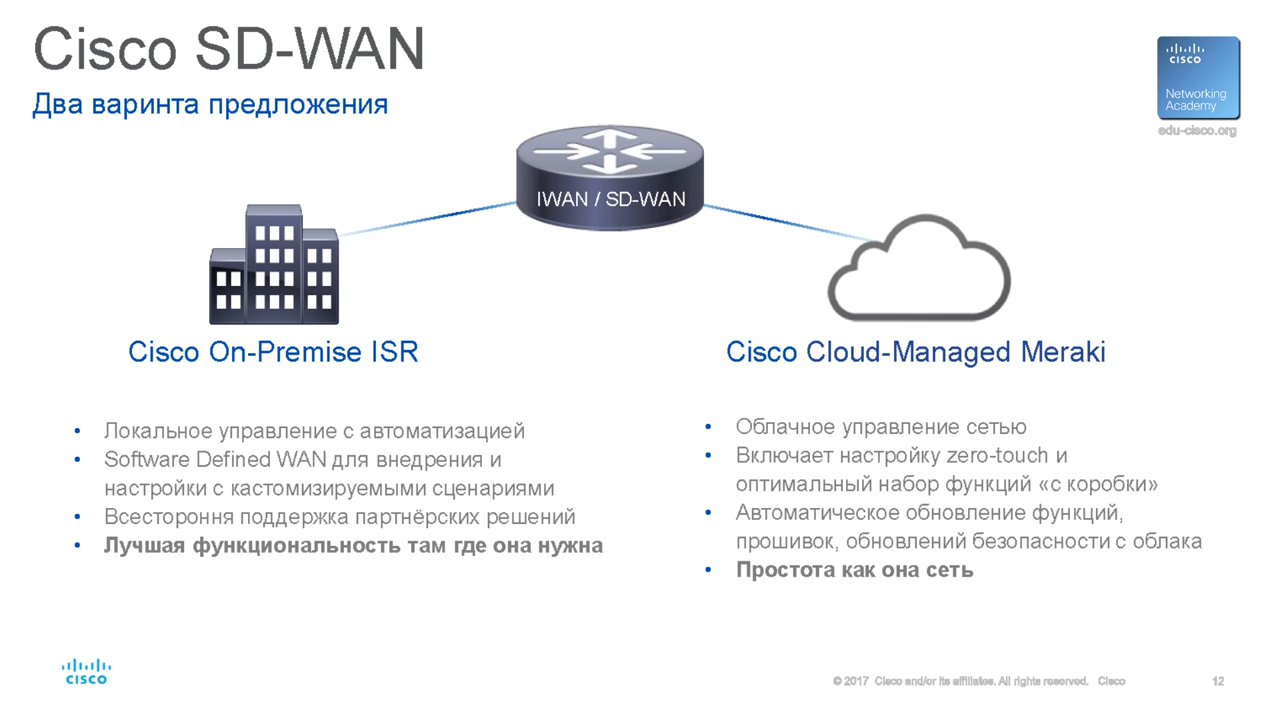 Cisco SD-WAN
Два варинта предложения
CISCO
Networking
Academy
edu-cisco.org
IWAN / SD-WAN
Cisco On-Premise ISR
• Локальное управление с автоматизацией
• Software Defined WAN для внедрения и
настройки с кастомизируемыми сценариями
• Всестороння поддержка партнёрских решений
• Лучшая функциональность там где она нужна
Cisco Cloud-Managed Meraki
• Облачное управление сетью
• Включает настройку zero-touch и
оптимальный набор функций «с коробки»
• Автоматическое обновление функций,
прошивок, обновлений безопасности с облака
• Простота как она сеть
CISCO
© 2017 Cisco and/or its affiliates. All rights reserved. Cisco
12